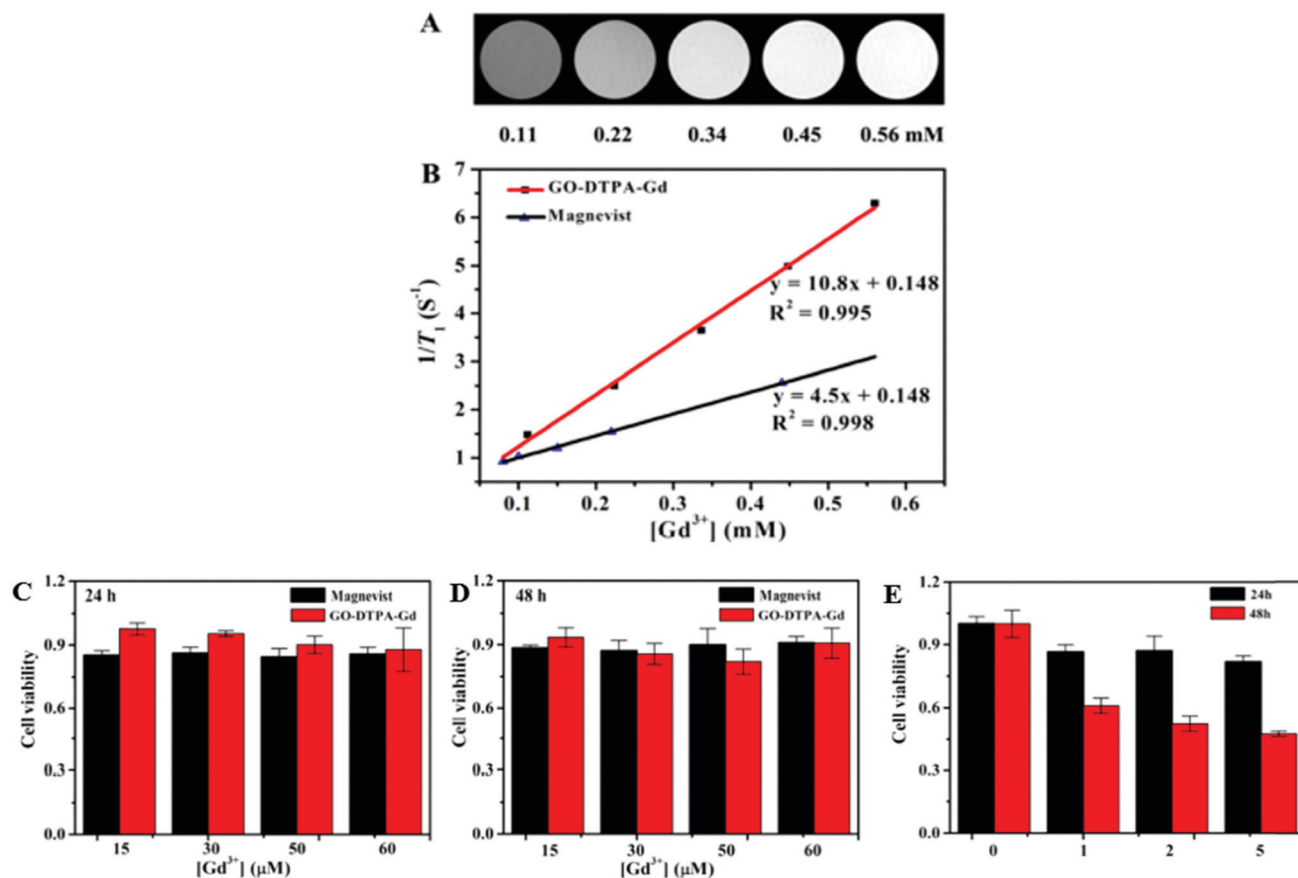 A
0.11 0.22 0.34 0.45 0.56 mM
B
GO-DTPA-Gd
Magnevist
7
6
5
4
3
2
1
1/T₁ (S⁻¹)
y = 10.8x + 0.148
R² = 0.995
y = 4.5x + 0.148
R² = 0.998
0.1 0.2 0.3 0.4 0.5 0.6
[Gd³⁺] (mM)
C
24 h
Magnevist
GO-DTPA-Gd
1.2
0.9
0.6
0.3
0.0
Cell viability
15 30 50 60
[Gd³⁺] (μM)
D
48 h
Magnevist
GO-DTPA-Gd
1.2
0.9
0.6
0.3
0.0
Cell viability
15 30 50 60
[Gd³⁺] (μM)
E
24h
48h
1.2
0.9
0.6
0.3
0.0
Cell viability
0 1 2 5